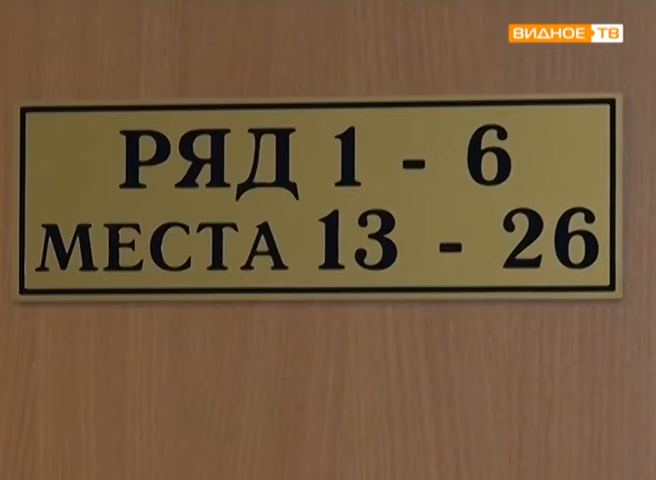 ВИДНОЕ ТВ
РЯД 1 - 6
МЕСТА 13 - 26